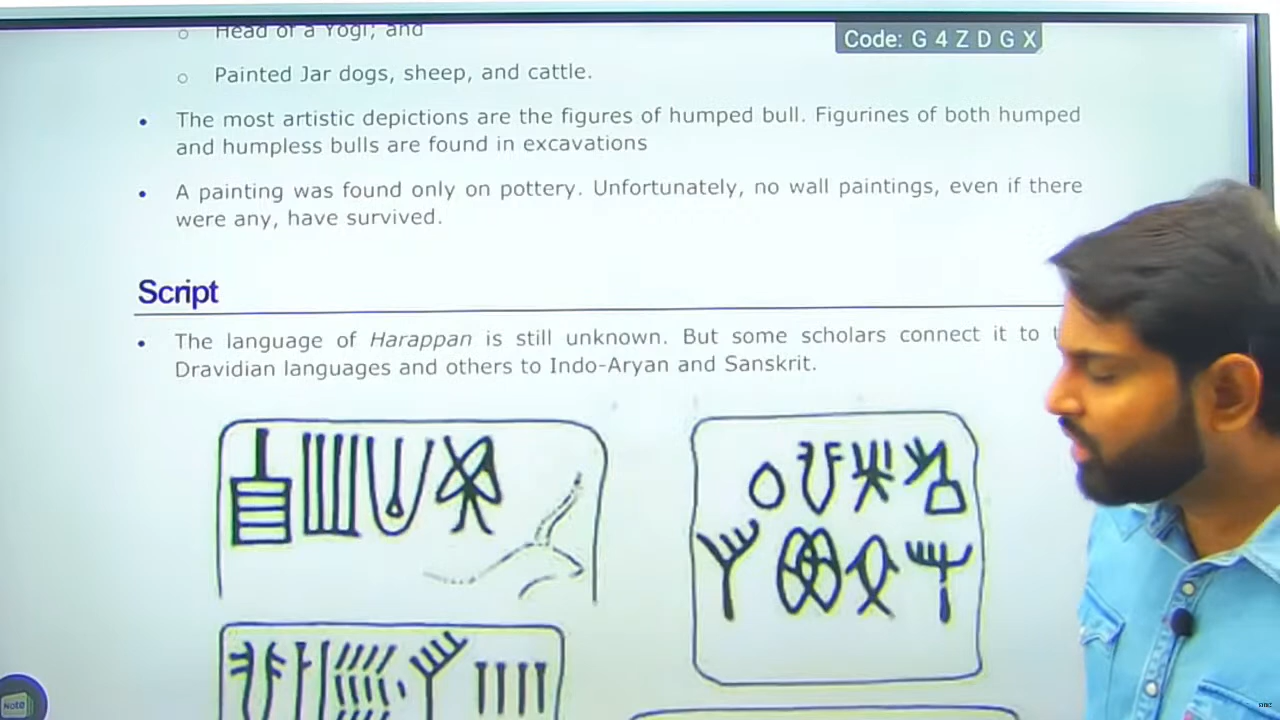 Head of a Yogi; and
Code: G 4 Z D G X
Painted Jar dogs, sheep, and cattle.
The most artistic depictions are the figures of humped bull. Figurines of both humped
and humpless bulls are found in excavations
A painting was found only on pottery. Unfortunately, no wall paintings, even if there
were any, have survived.
Script
The language of Harappan is still unknown. But some scholars connect it to
Dravidian languages and others to Indo-Aryan and Sanskrit.
Note